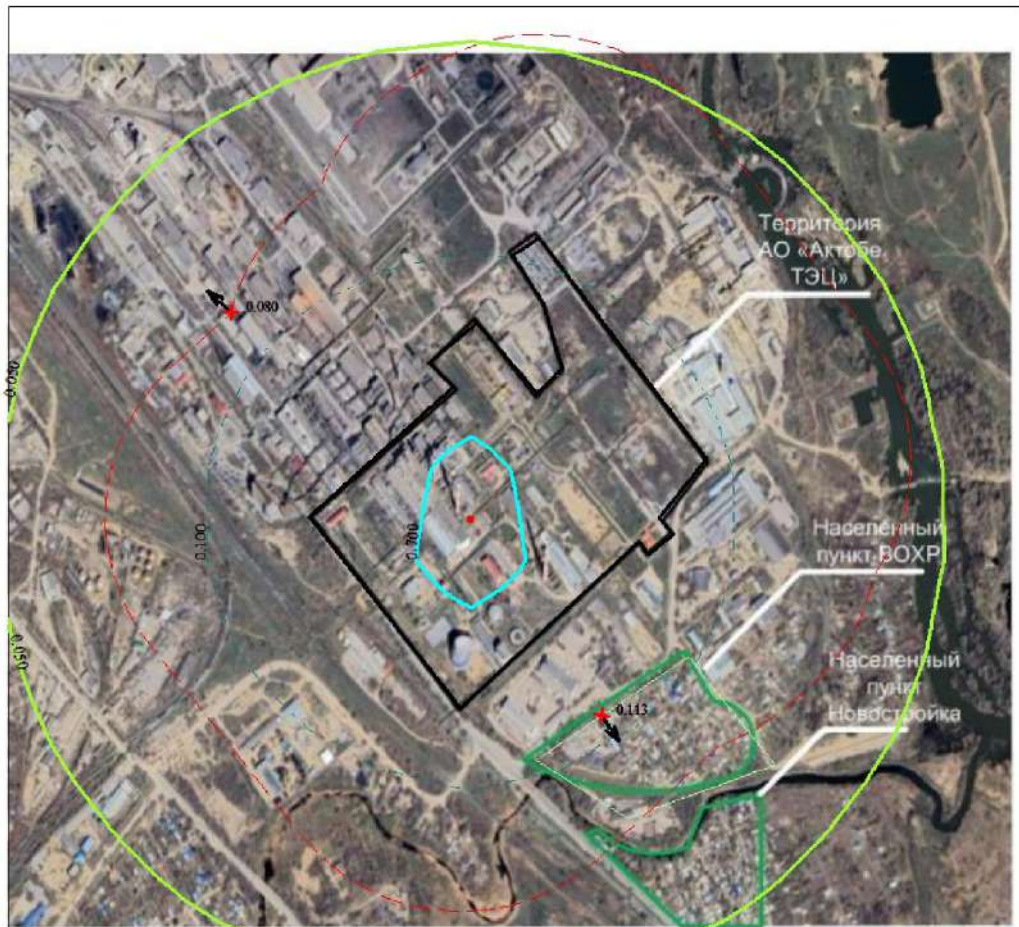 Территория
АО «Актобе
ТЭЦ»
0.080
0.050
Населённый
пункт ВОХР
0.100
0.700
Населенный
пункт
Новостройка
0.050
0.113